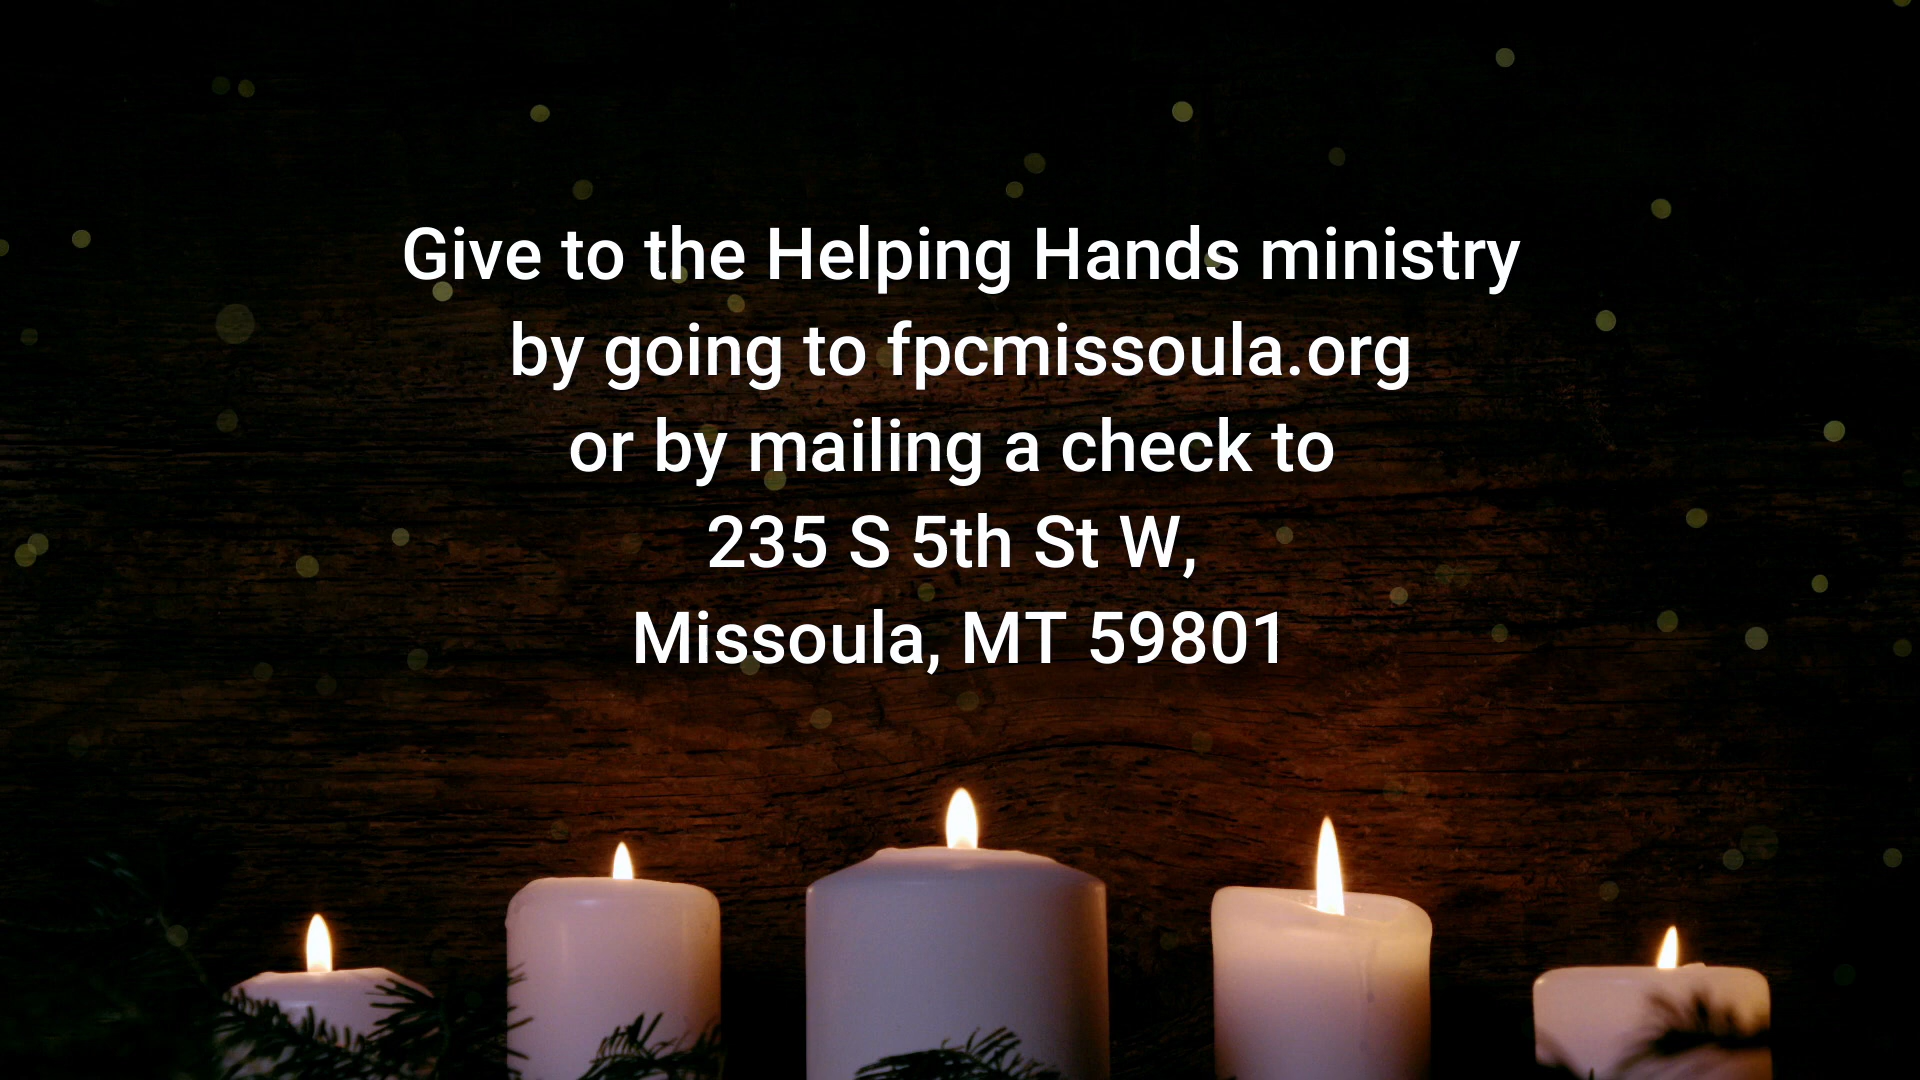 Give to the Helping Hands ministry
by going to fpcmissoula.org
or by mailing a check to
235 S 5th St W,
Missoula, MT 59801